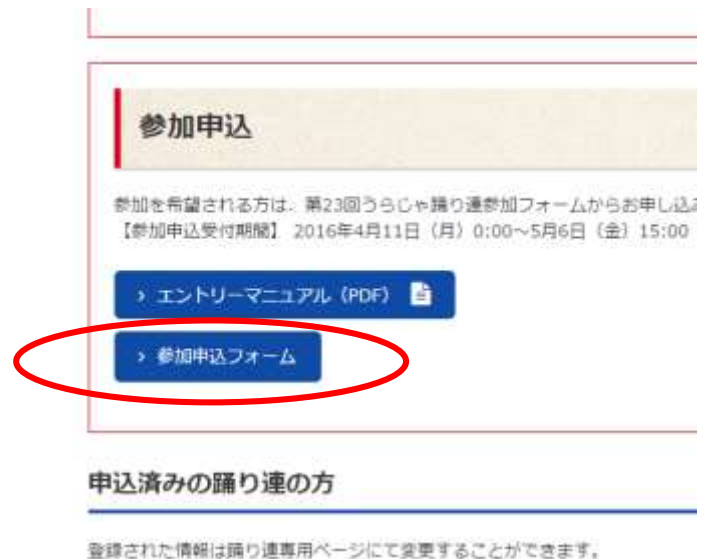 参加申込
参加を希望される方は、第23回うらじゃ踊り連参加フォームからお申し込み
【参加申込受付期間】 2016年4月11日（月）0:00～5月6日（金）15:00
› エントリーマニュアル（PDF）
› 参加申込フォーム
申込済みの踊り連の方
登録された情報は踊り連専用ページにて変更することができます。